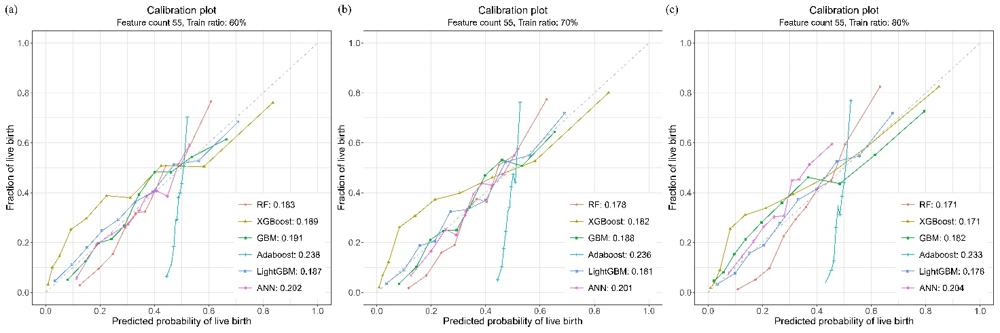 (a)
Calibration plot
Feature count 55, Train ratio: 60%
Fraction of live birth
1.0
0.8
0.6
0.4
0.2
0.0
RF: 0.183
XGBoost: 0.189
GBM: 0.191
Adaboost: 0.238
LightGBM: 0.187
ANN: 0.202
0.0 0.2 0.4 0.6 0.8 1.0
Predicted probability of live birth
(b)
Calibration plot
Feature count 55, Train ratio: 70%
Fraction of live birth
1.0
0.8
0.6
0.4
0.2
0.0
RF: 0.178
XGBoost: 0.182
GBM: 0.188
Adaboost: 0.236
LightGBM: 0.181
ANN: 0.201
0.0 0.2 0.4 0.6 0.8 1.0
Predicted probability of live birth
(c)
Calibration plot
Feature count 55, Train ratio: 80%
Fraction of live birth
1.0
0.8
0.6
0.4
0.2
0.0
RF: 0.171
XGBoost: 0.171
GBM: 0.182
Adaboost: 0.233
LightGBM: 0.176
ANN: 0.204
0.0 0.2 0.4 0.6 0.8 1.0
Predicted probability of live birth